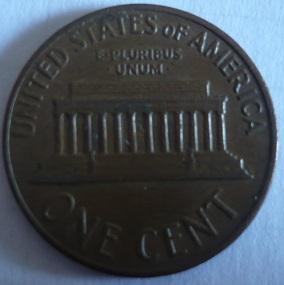 UNITED STATES OF AMERICA
E·PLURIBUS
·UNUM·
ONE CENT